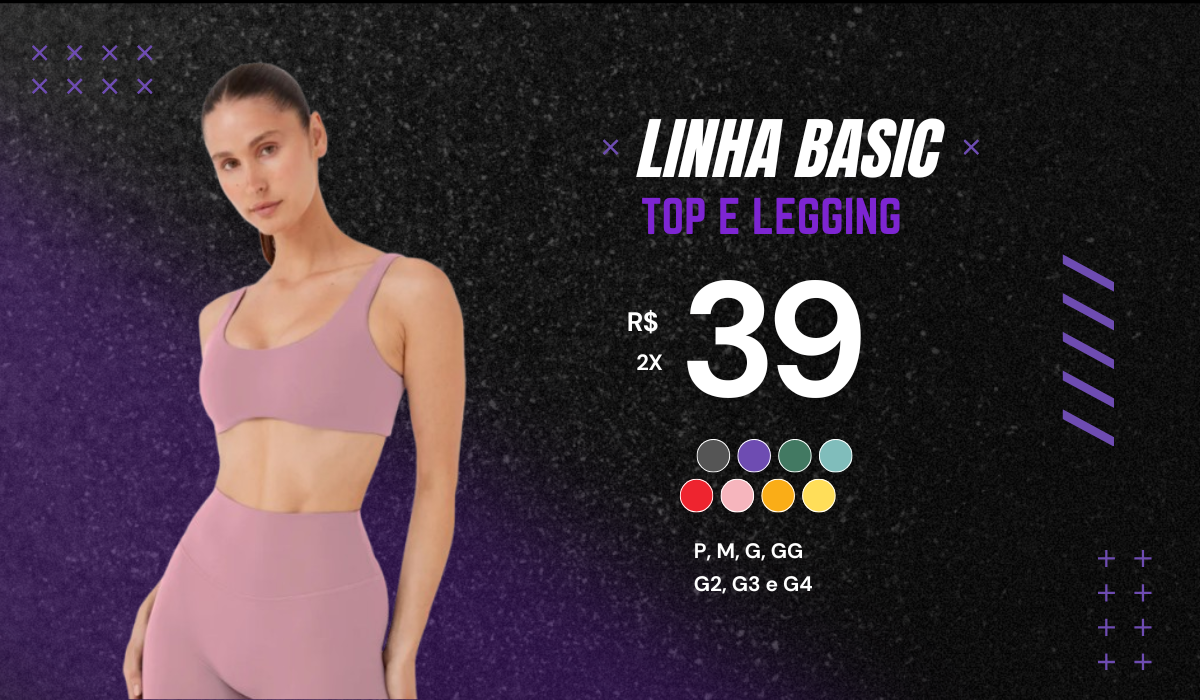 LINHA BASIC
TOP E LEGGING
R$ 39
2X
P, M, G, GG
G2, G3 e G4